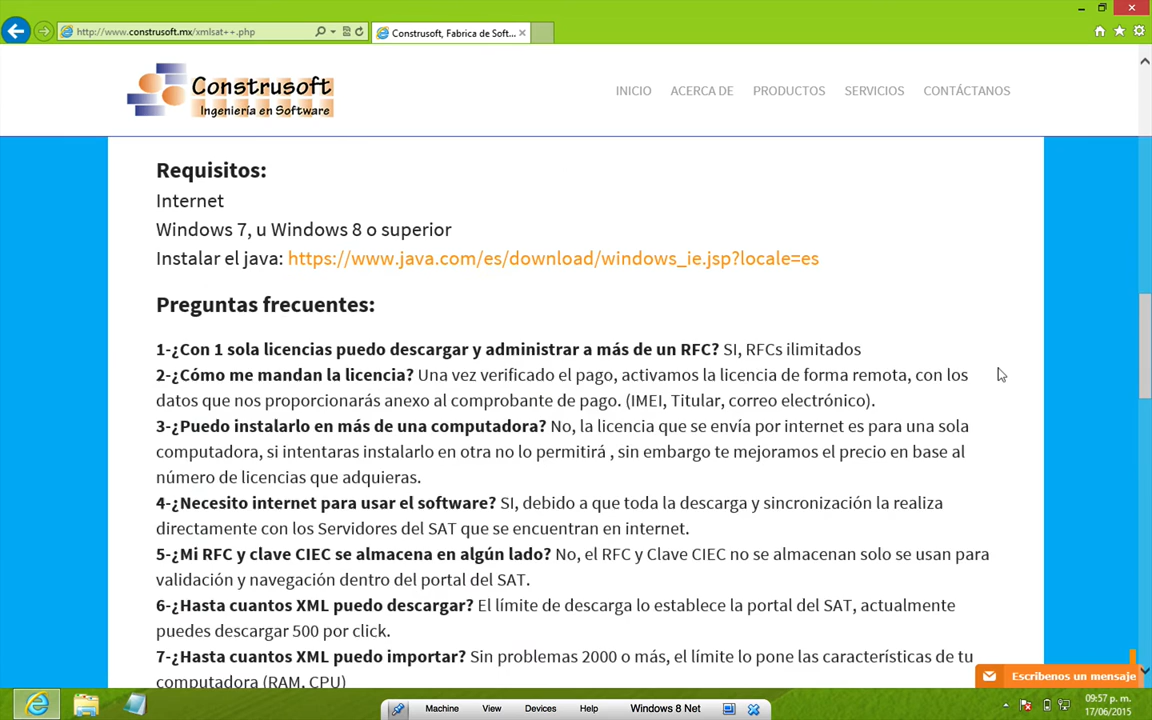 http://www.construsoft.mx/xmlsat++.php
Construsoft, Fabrica de Soft...
Construsoft
Ingeniería en Software
INICIO ACERCA DE PRODUCTOS SERVICIOS CONTÁCTANOS
Requisitos:
Internet
Windows 7, u Windows 8 o superior
Instalar el java: https://www.java.com/es/download/windows_ie.jsp?locale=es
Preguntas frecuentes:
1-¿Con 1 sola licencias puedo descargar y administrar a más de un RFC? SI, RFCs ilimitados
2-¿Cómo me mandan la licencia? Una vez verificado el pago, activamos la licencia de forma remota, con los
datos que nos proporcionarás anexo al comprobante de pago. (IMEI, Titular, correo electrónico).
3-¿Puedo instalarlo en más de una computadora? No, la licencia que se envía por internet es para una sola
computadora, si intentaras instalarlo en otra no lo permitirá , sin embargo te mejoramos el precio en base al
número de licencias que adquieras.
4-¿Necesito internet para usar el software? SI, debido a que toda la descarga y sincronización la realiza
directamente con los Servidores del SAT que se encuentran en internet.
5-¿Mi RFC y clave CIEC se almacena en algún lado? No, el RFC y Clave CIEC no se almacenan solo se usan para
validación y navegación dentro del portal del SAT.
6-¿Hasta cuantos XML puedo descargar? El límite de descarga lo establece la portal del SAT, actualmente
puedes descargar 500 por click.
7-¿Hasta cuantos XML puedo importar? Sin problemas 2000 o más, el límite lo pone las características de tu
computadora (RAM, CPU)
Escríbenos un mensaje
Machine View Devices Help Windows 8 Net
09:57 p. m.
17/06/2015